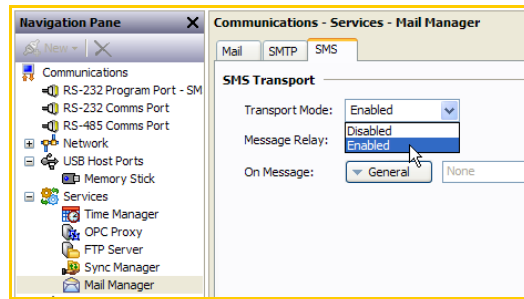 Navigation Pane X
New
Communications
RS-232 Program Port - SM
RS-232 Comms Port
RS-485 Comms Port
Network
USB Host Ports
Memory Stick
Services
Time Manager
OPC Proxy
FTP Server
Sync Manager
Mail Manager
Communications - Services - Mail Manager
Mail SMTP SMS
SMS Transport
Transport Mode: Enabled
Disabled
Message Relay: Enabled
On Message: General None